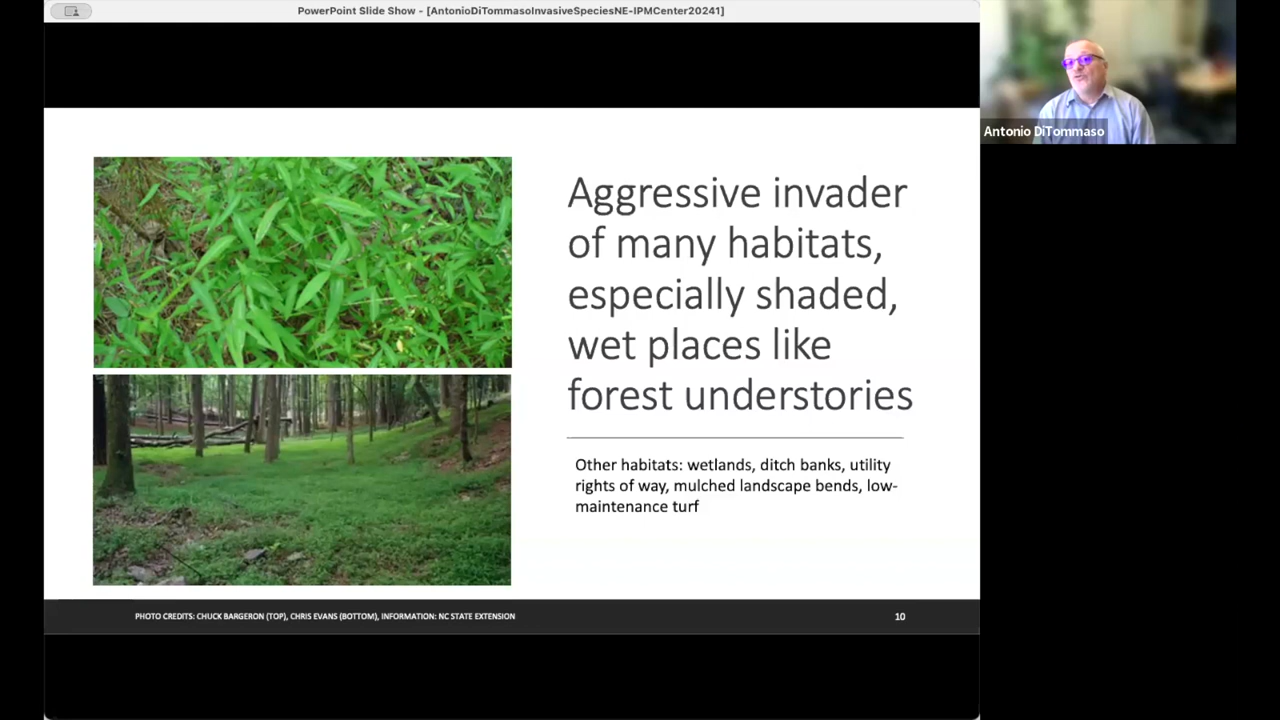 PowerPoint Slide Show - [AntonioDiTommasoInvasiveSpeciesNE-IPMCenter20241]
Antonio DiTommaso
Aggressive invader
of many habitats,
especially shaded,
wet places like
forest understories
Other habitats: wetlands, ditch banks, utility
rights of way, mulched landscape bends, low-
maintenance turf
PHOTO CREDITS: CHUCK BARGERON (TOP), CHRIS EVANS (BOTTOM), INFORMATION: NC STATE EXTENSION
10